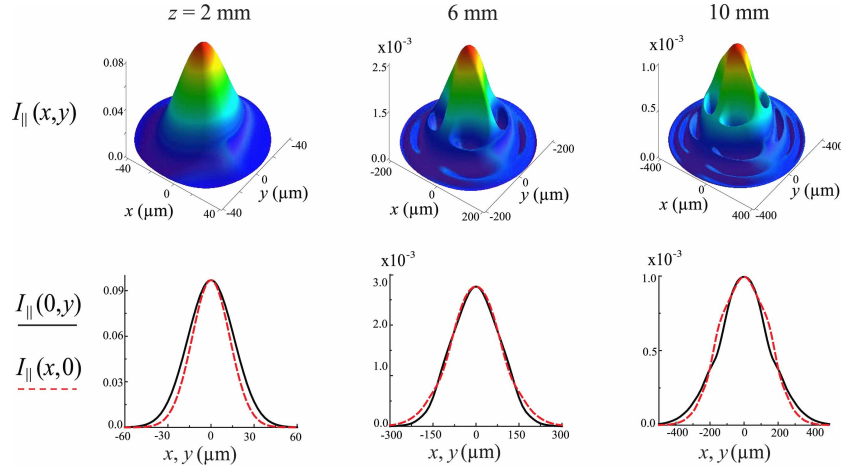 z = 2 mm
6 mm
10 mm
I||(x,y)
0.08
0.04
0.0
-40
0
40
x (µm)
-40
0
-40
y (µm)
x10⁻³
2.5
1.25
0.0
-200
0
200
x (µm)
-200
0
-200
y (µm)
x10⁻³
1.0
0.5
0.0
-400
0
400
x (µm)
-400
0
-400
y (µm)
I||(0,y)
I||(x,0)
0.09
0.06
0.03
0.0
-60
-30
0
30
60
x, y (µm)
x10⁻³
3.0
2.0
1.0
0.0
-300
-150
0
150
300
x, y (µm)
x10⁻³
1.0
0.5
0.0
-400
-200
0
200
400
x, y (µm)